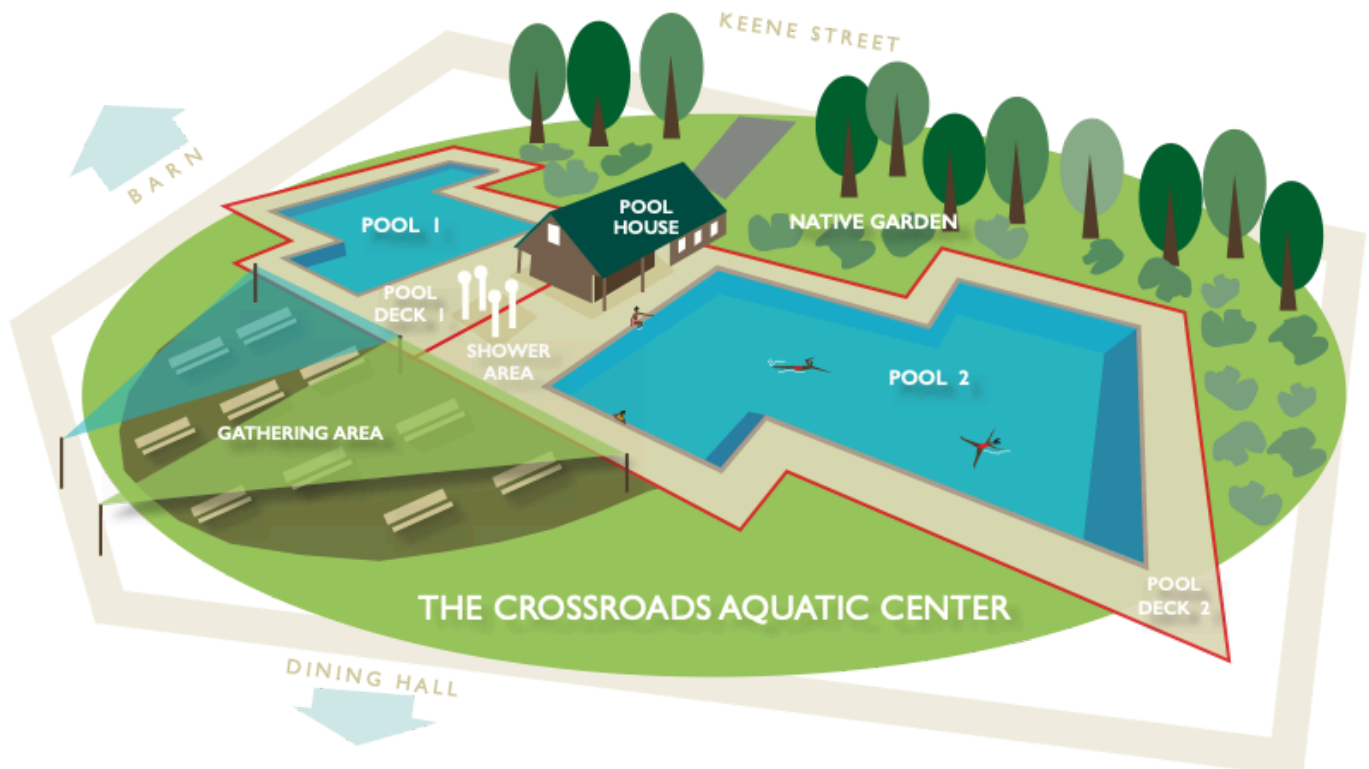 KEENE STREET
BARN
POOL 1
POOL
HOUSE
NATIVE GARDEN
POOL
DECK 1
SHOWER
AREA
POOL 2
GATHERING AREA
POOL
DECK 2
THE CROSSROADS AQUATIC CENTER
DINING HALL